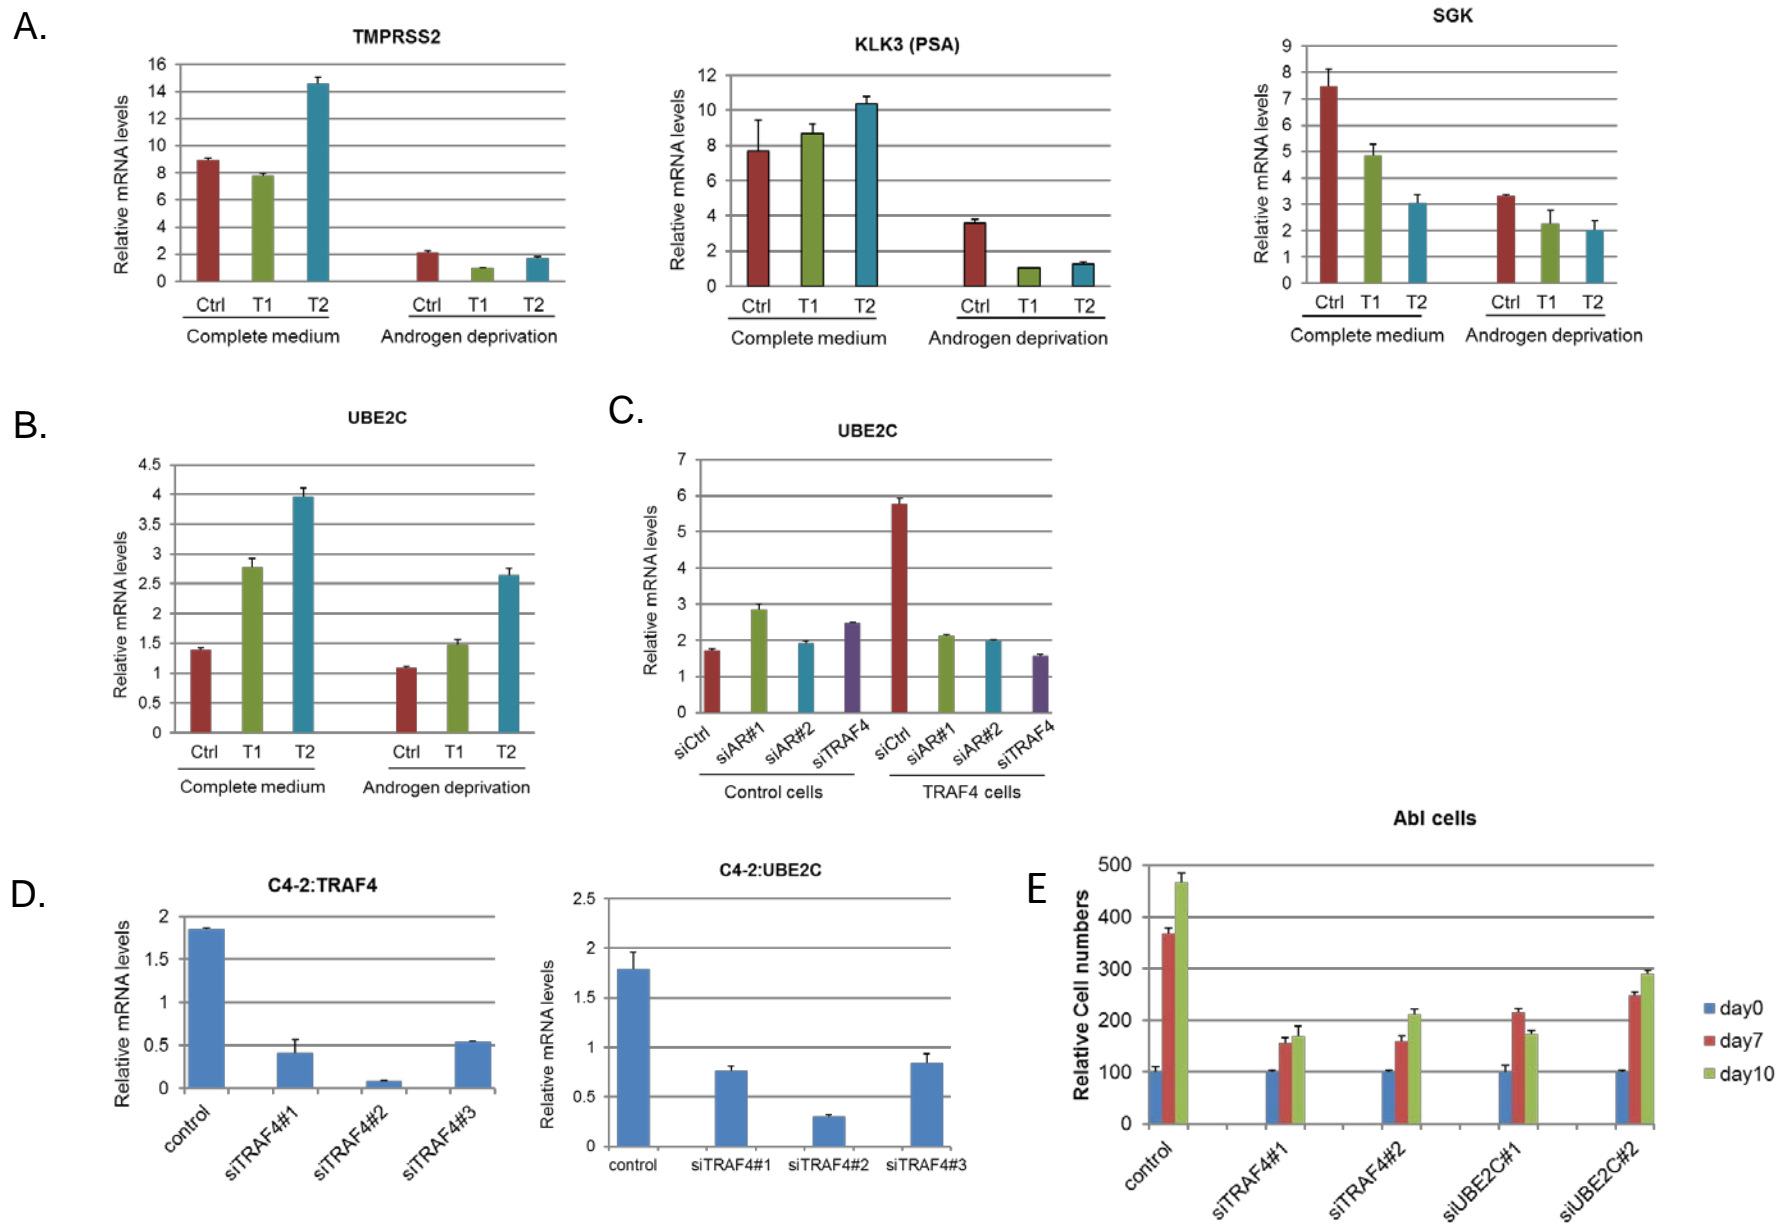 A.
TMPRSS2
Relative mRNA levels
16
14
12
10
8
6
4
2
0
Ctrl T1 T2 Ctrl T1 T2
Complete medium Androgen deprivation
KLK3 (PSA)
Relative mRNA levels
12
10
8
6
4
2
0
Ctrl T1 T2 Ctrl T1 T2
Complete medium Androgen deprivation
SGK
Relative mRNA levels
9
8
7
6
5
4
3
2
1
0
Ctrl T1 T2 Ctrl T1 T2
Complete medium Androgen deprivation
B.
UBE2C
Relative mRNA levels
4.5
4
3.5
3
2.5
2
1.5
1
0.5
0
Ctrl T1 T2 Ctrl T1 T2
Complete medium Androgen deprivation
C.
UBE2C
Relative mRNA levels
7
6
5
4
3
2
1
0
siCtrl siAR#1 siAR#2 siTRAF4 siCtrl siAR#1 siAR#2 siTRAF4
Control cells TRAF4 cells
D.
C4-2:TRAF4
Relative mRNA levels
2
1.5
1
0.5
0
control siTRAF4#1 siTRAF4#2 siTRAF4#3
C4-2:UBE2C
Relative mRNA levels
2.5
2
1.5
1
0.5
0
control siTRAF4#1 siTRAF4#2 siTRAF4#3
E
Abl cells
Relative Cell numbers
500
400
300
200
100
0
control siTRAF4#1 siTRAF4#2 siUBE2C#1 siUBE2C#2
day0
day7
day10